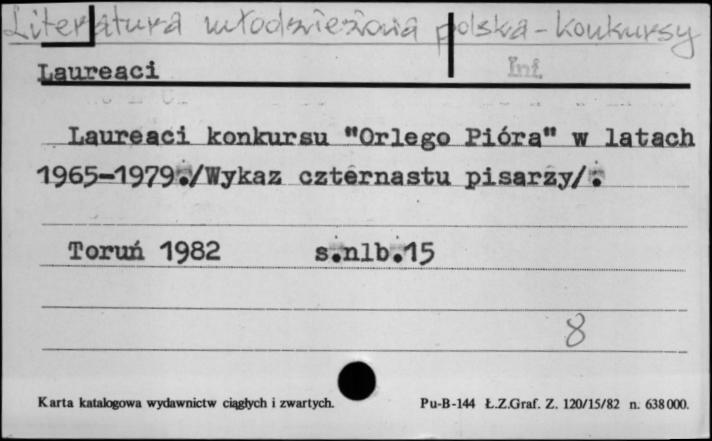 Literatura młodzieżowa polska - konkursy
Laureaci Inf.
Laureaci konkursu "Orlego Pióra" w latach
1965-1979./Wykaz czternastu pisarzy/.
Toruń 1982 s.nlb.15
8
Karta katalogowa wydawnictw ciągłych i zwartych. Pu-B-144 Ł.Z.Graf. Z. 120/15/82 n. 638000.